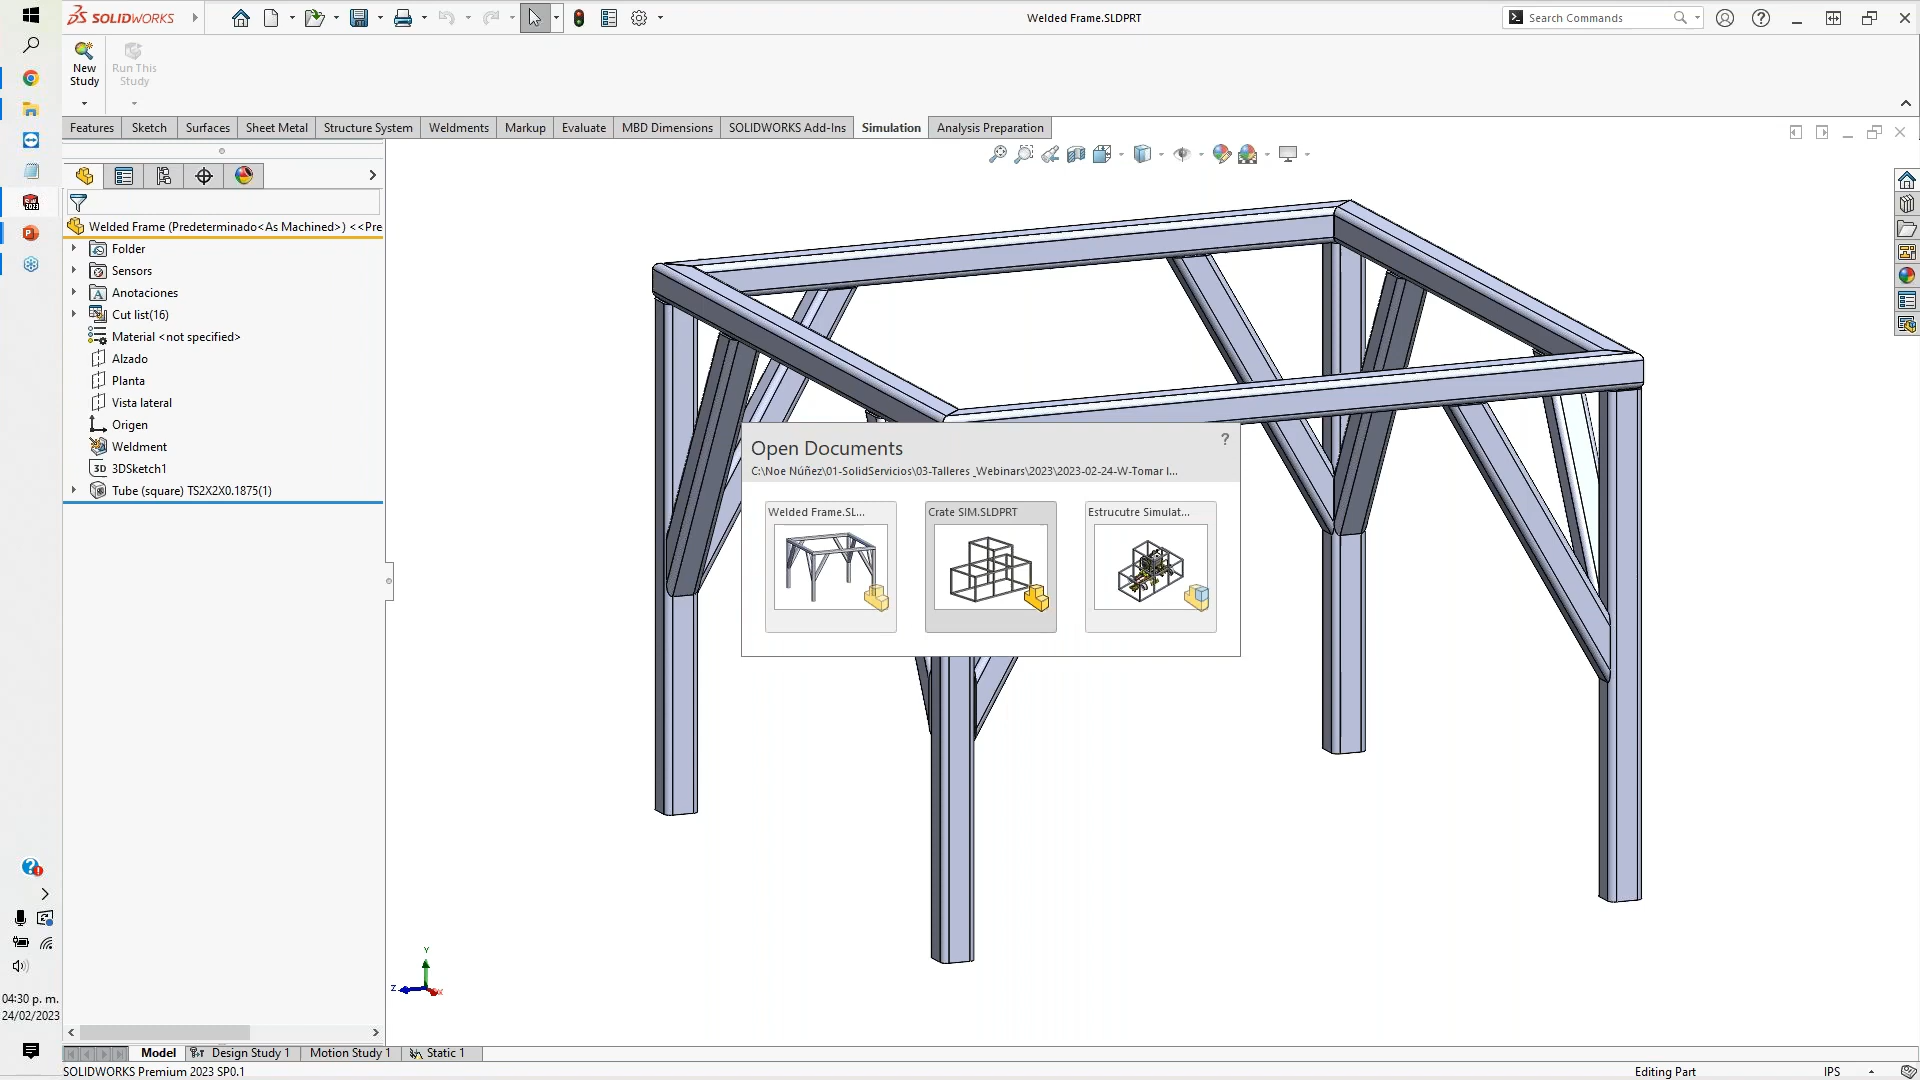 SOLIDWORKS
Welded Frame.SLDPRT
Search Commands
New
Study
Run This
Study
Features
Sketch
Surfaces
Sheet Metal
Structure System
Weldments
Markup
Evaluate
MBD Dimensions
SOLIDWORKS Add-Ins
Simulation
Analysis Preparation
Welded Frame (Predeterminado<As Machined>) <<Pre
Folder
Sensors
Anotaciones
Cut list(16)
Material <not specified>
Alzado
Planta
Vista lateral
Origen
Weldment
3D 3DSketch1
Tube (square) TS2X2X0.1875(1)
Open Documents
?
C:\Noe Núñez\01-SolidServicios\03-Talleres _Webinars\2023\2023-02-24-W-Tomar l...
Welded Frame.SL...
Crate SIM.SLDPRT
Estrucutre Simulat...
Y
Z
X
04:30 p. m.
24/02/2023
Model
Design Study 1
Motion Study 1
Static 1
SOLIDWORKS Premium 2023 SP0.1
Editing Part
IPS